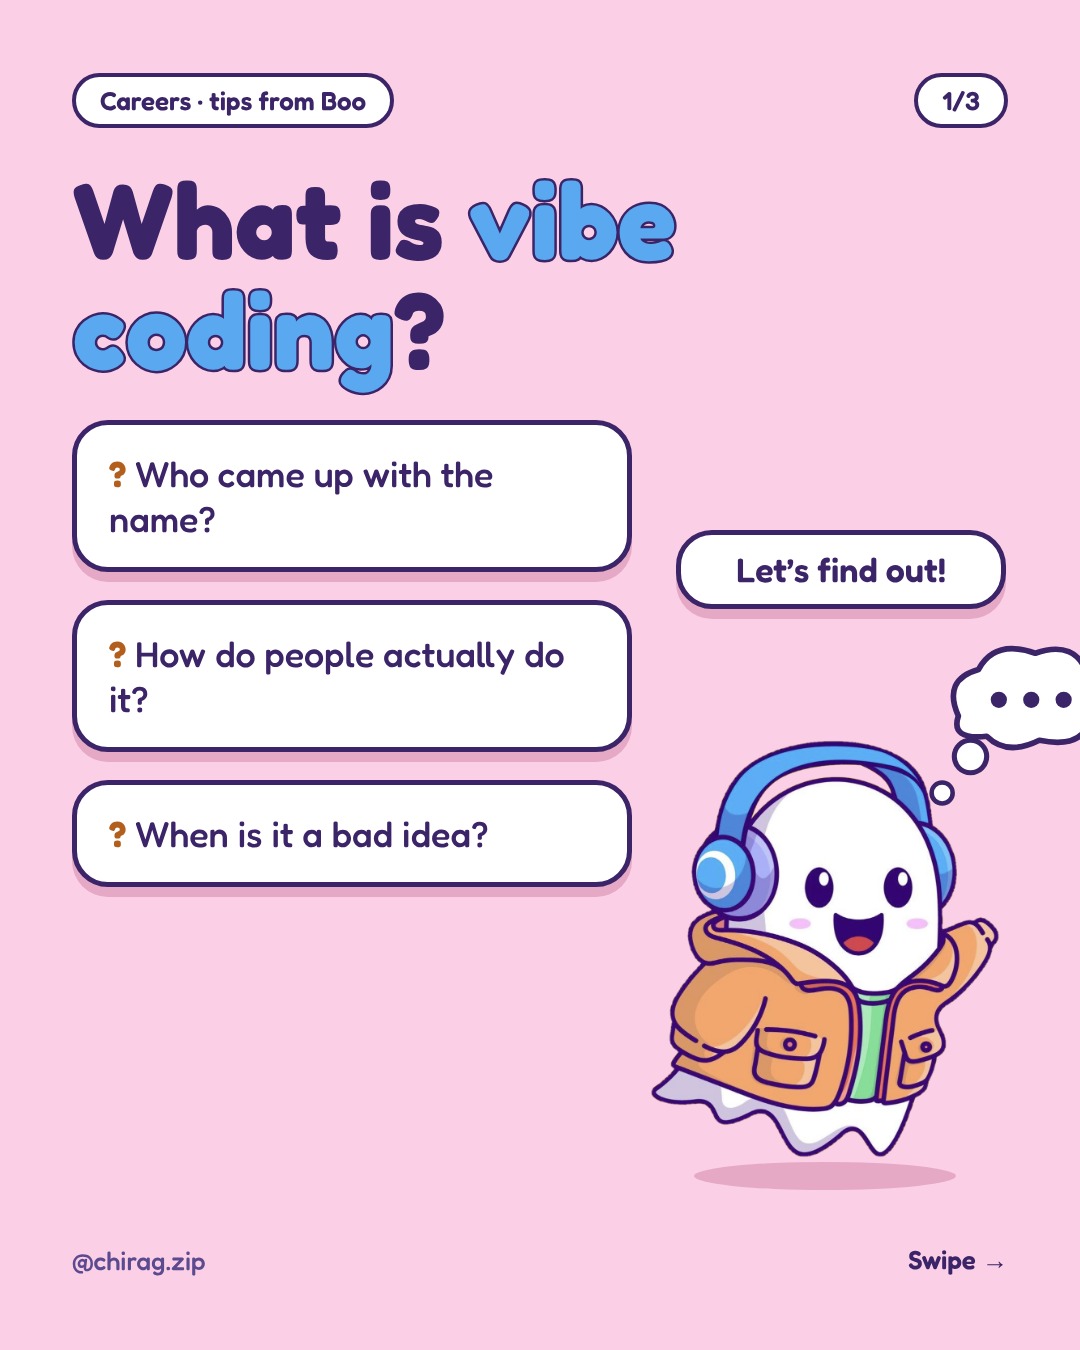 Careers · tips from Boo
1/3
What is vibe
coding?
? Who came up with the
name?
Let’s find out!
? How do people actually do
it?
? When is it a bad idea?
@chirag.zip
Swipe →